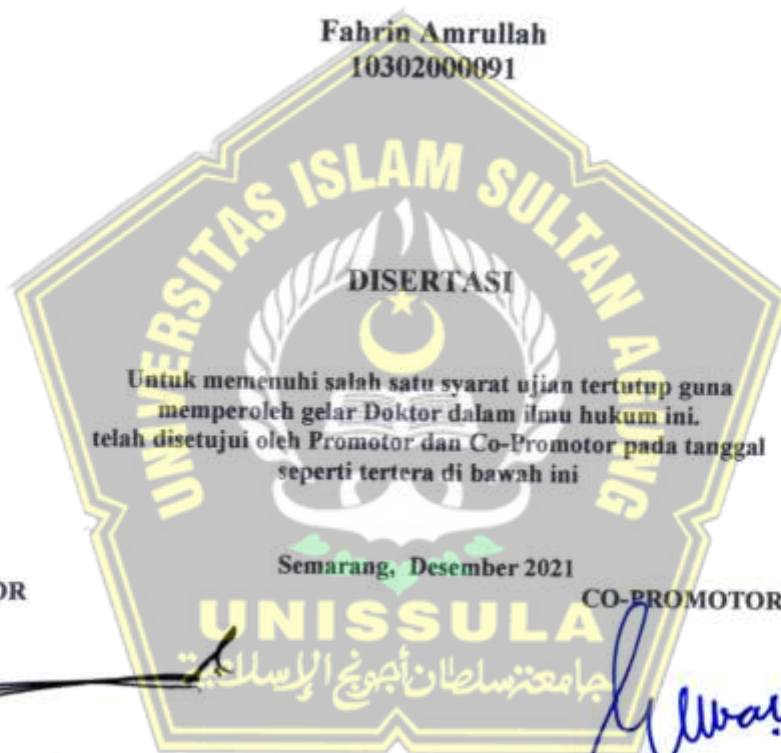 Fahrin Amrullah
10302000091
UNIVERSITAS ISLAM SULTAN AGUNG
DISERTASI
Untuk memenuhi salah satu syarat ujian tertutup guna
memperoleh gelar Doktor dalam ilmu hukum ini.
telah disetujui oleh Promotor dan Co-Promotor pada tanggal
seperti tertera di bawah ini
Semarang, Desember 2021
OR
CO-PROMOTOR
UNISSULA
جامعتنسلطان أجونج الإسلامية